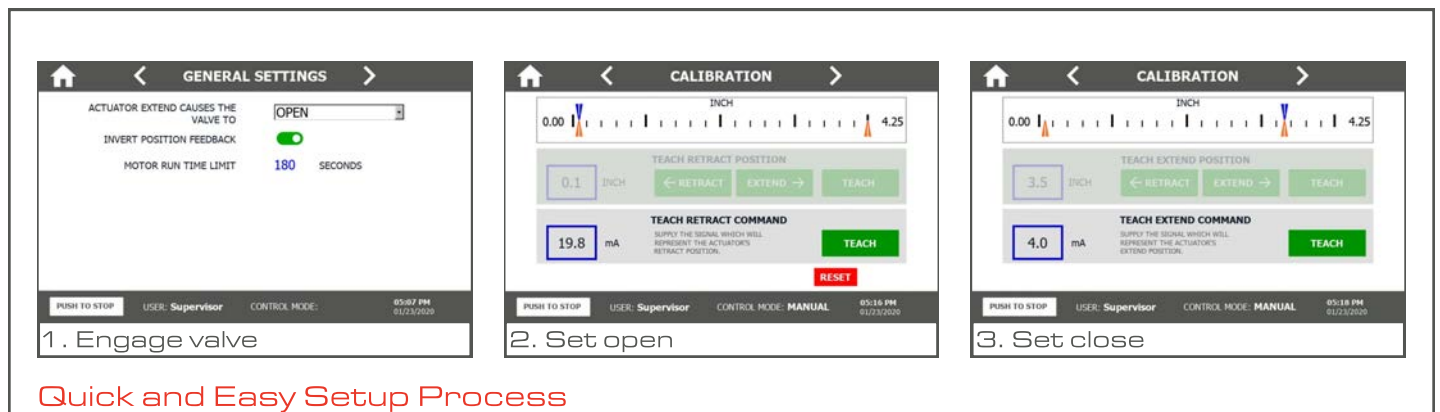 GENERAL SETTINGS
ACTUATOR EXTEND CAUSES THE
VALVE TO
OPEN
INVERT POSITION FEEDBACK
MOTOR RUN TIME LIMIT 180 SECONDS
PUSH TO STOP USER: Supervisor CONTROL MODE: 05:07 PM
01/23/2020
1. Engage valve
CALIBRATION
INCH
0.00 4.25
TEACH RETRACT POSITION
0.1 INCH ← RETRACT EXTEND → TEACH
TEACH RETRACT COMMAND
19.8 mA
SUPPLY THE SIGNAL WHICH WILL
REPRESENT THE ACTUATOR'S
RETRACT POSITION.
TEACH
RESET
PUSH TO STOP USER: Supervisor CONTROL MODE: MANUAL 05:16 PM
01/23/2020
2. Set open
CALIBRATION
INCH
0.00 4.25
TEACH EXTEND POSITION
3.5 INCH ← RETRACT EXTEND → TEACH
TEACH EXTEND COMMAND
4.0 mA
SUPPLY THE SIGNAL WHICH WILL
REPRESENT THE ACTUATOR'S
EXTEND POSITION.
TEACH
PUSH TO STOP USER: Supervisor CONTROL MODE: MANUAL 05:18 PM
01/23/2020
3. Set close
Quick and Easy Setup Process